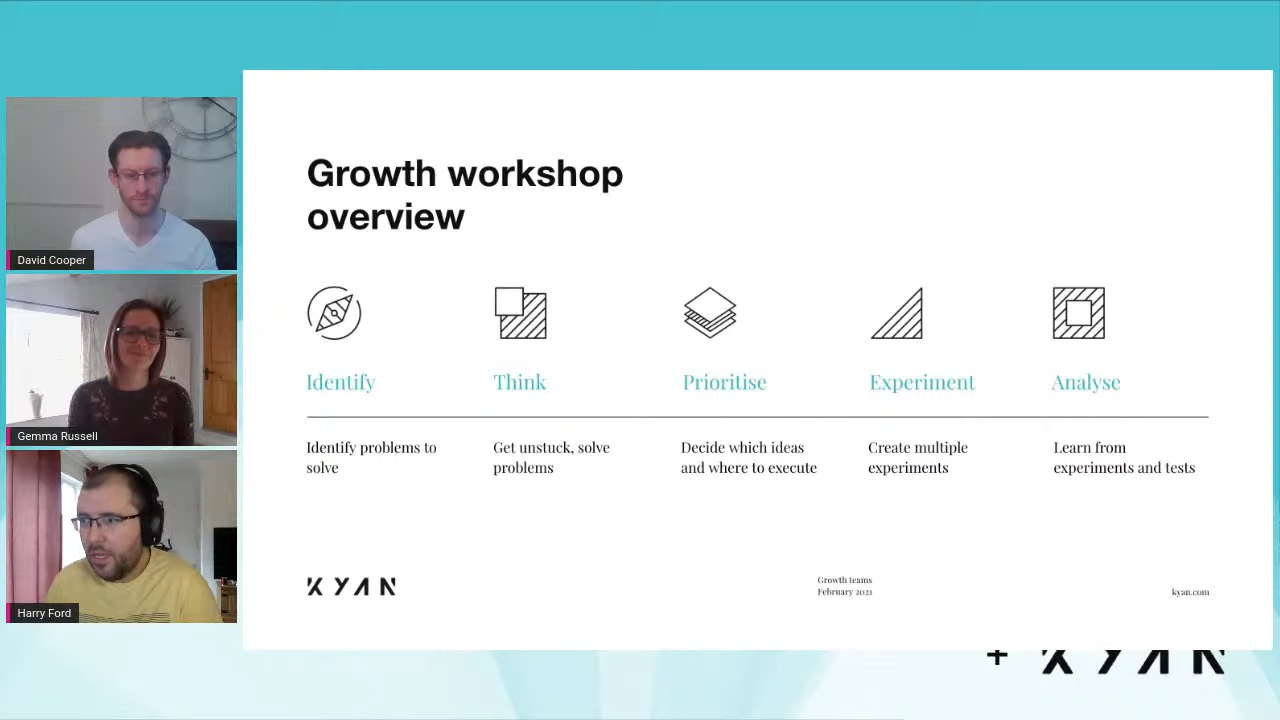 David Cooper
Gemma Russell
Harry Ford
Growth workshop
overview
Identify
Think
Prioritise
Experiment
Analyse
Identify problems to
solve
Get unstuck, solve
problems
Decide which ideas
and where to execute
Create multiple
experiments
Learn from
experiments and tests
KYAN
Growth teams
February 2021
kyan.com
+ KYAN